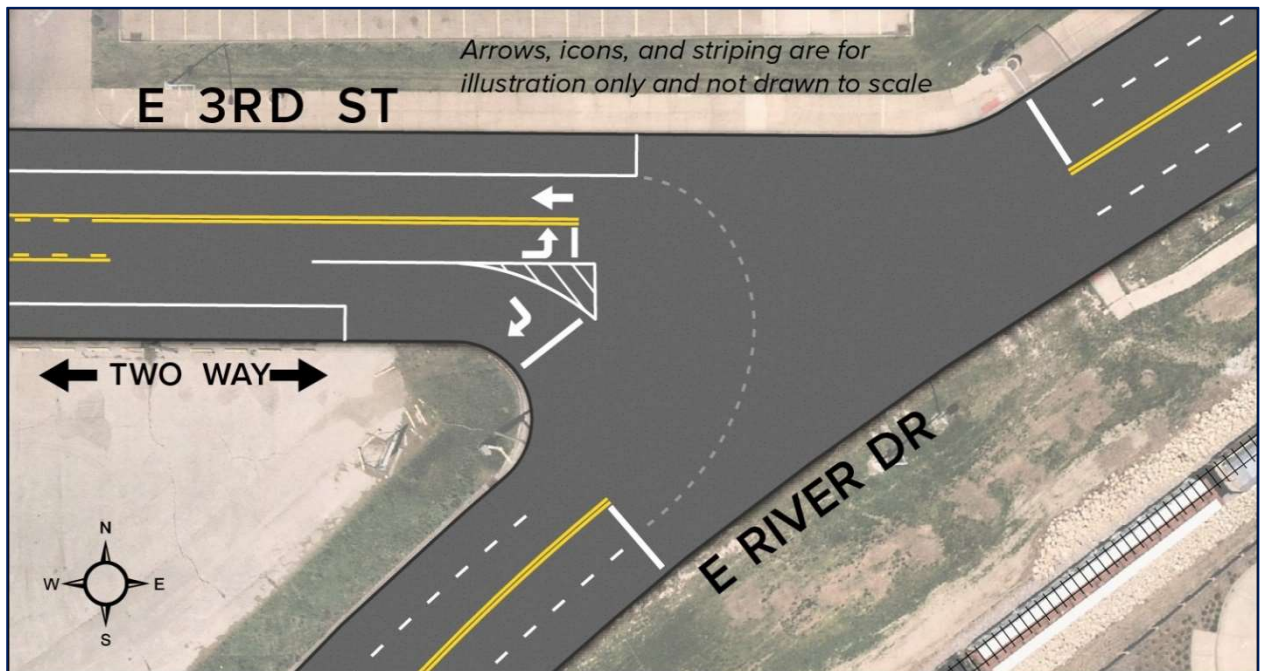 Arrows, icons, and striping are for
illustration only and not drawn to scale
E 3RD ST
TWO WAY
E RIVER DR
N
W E
S